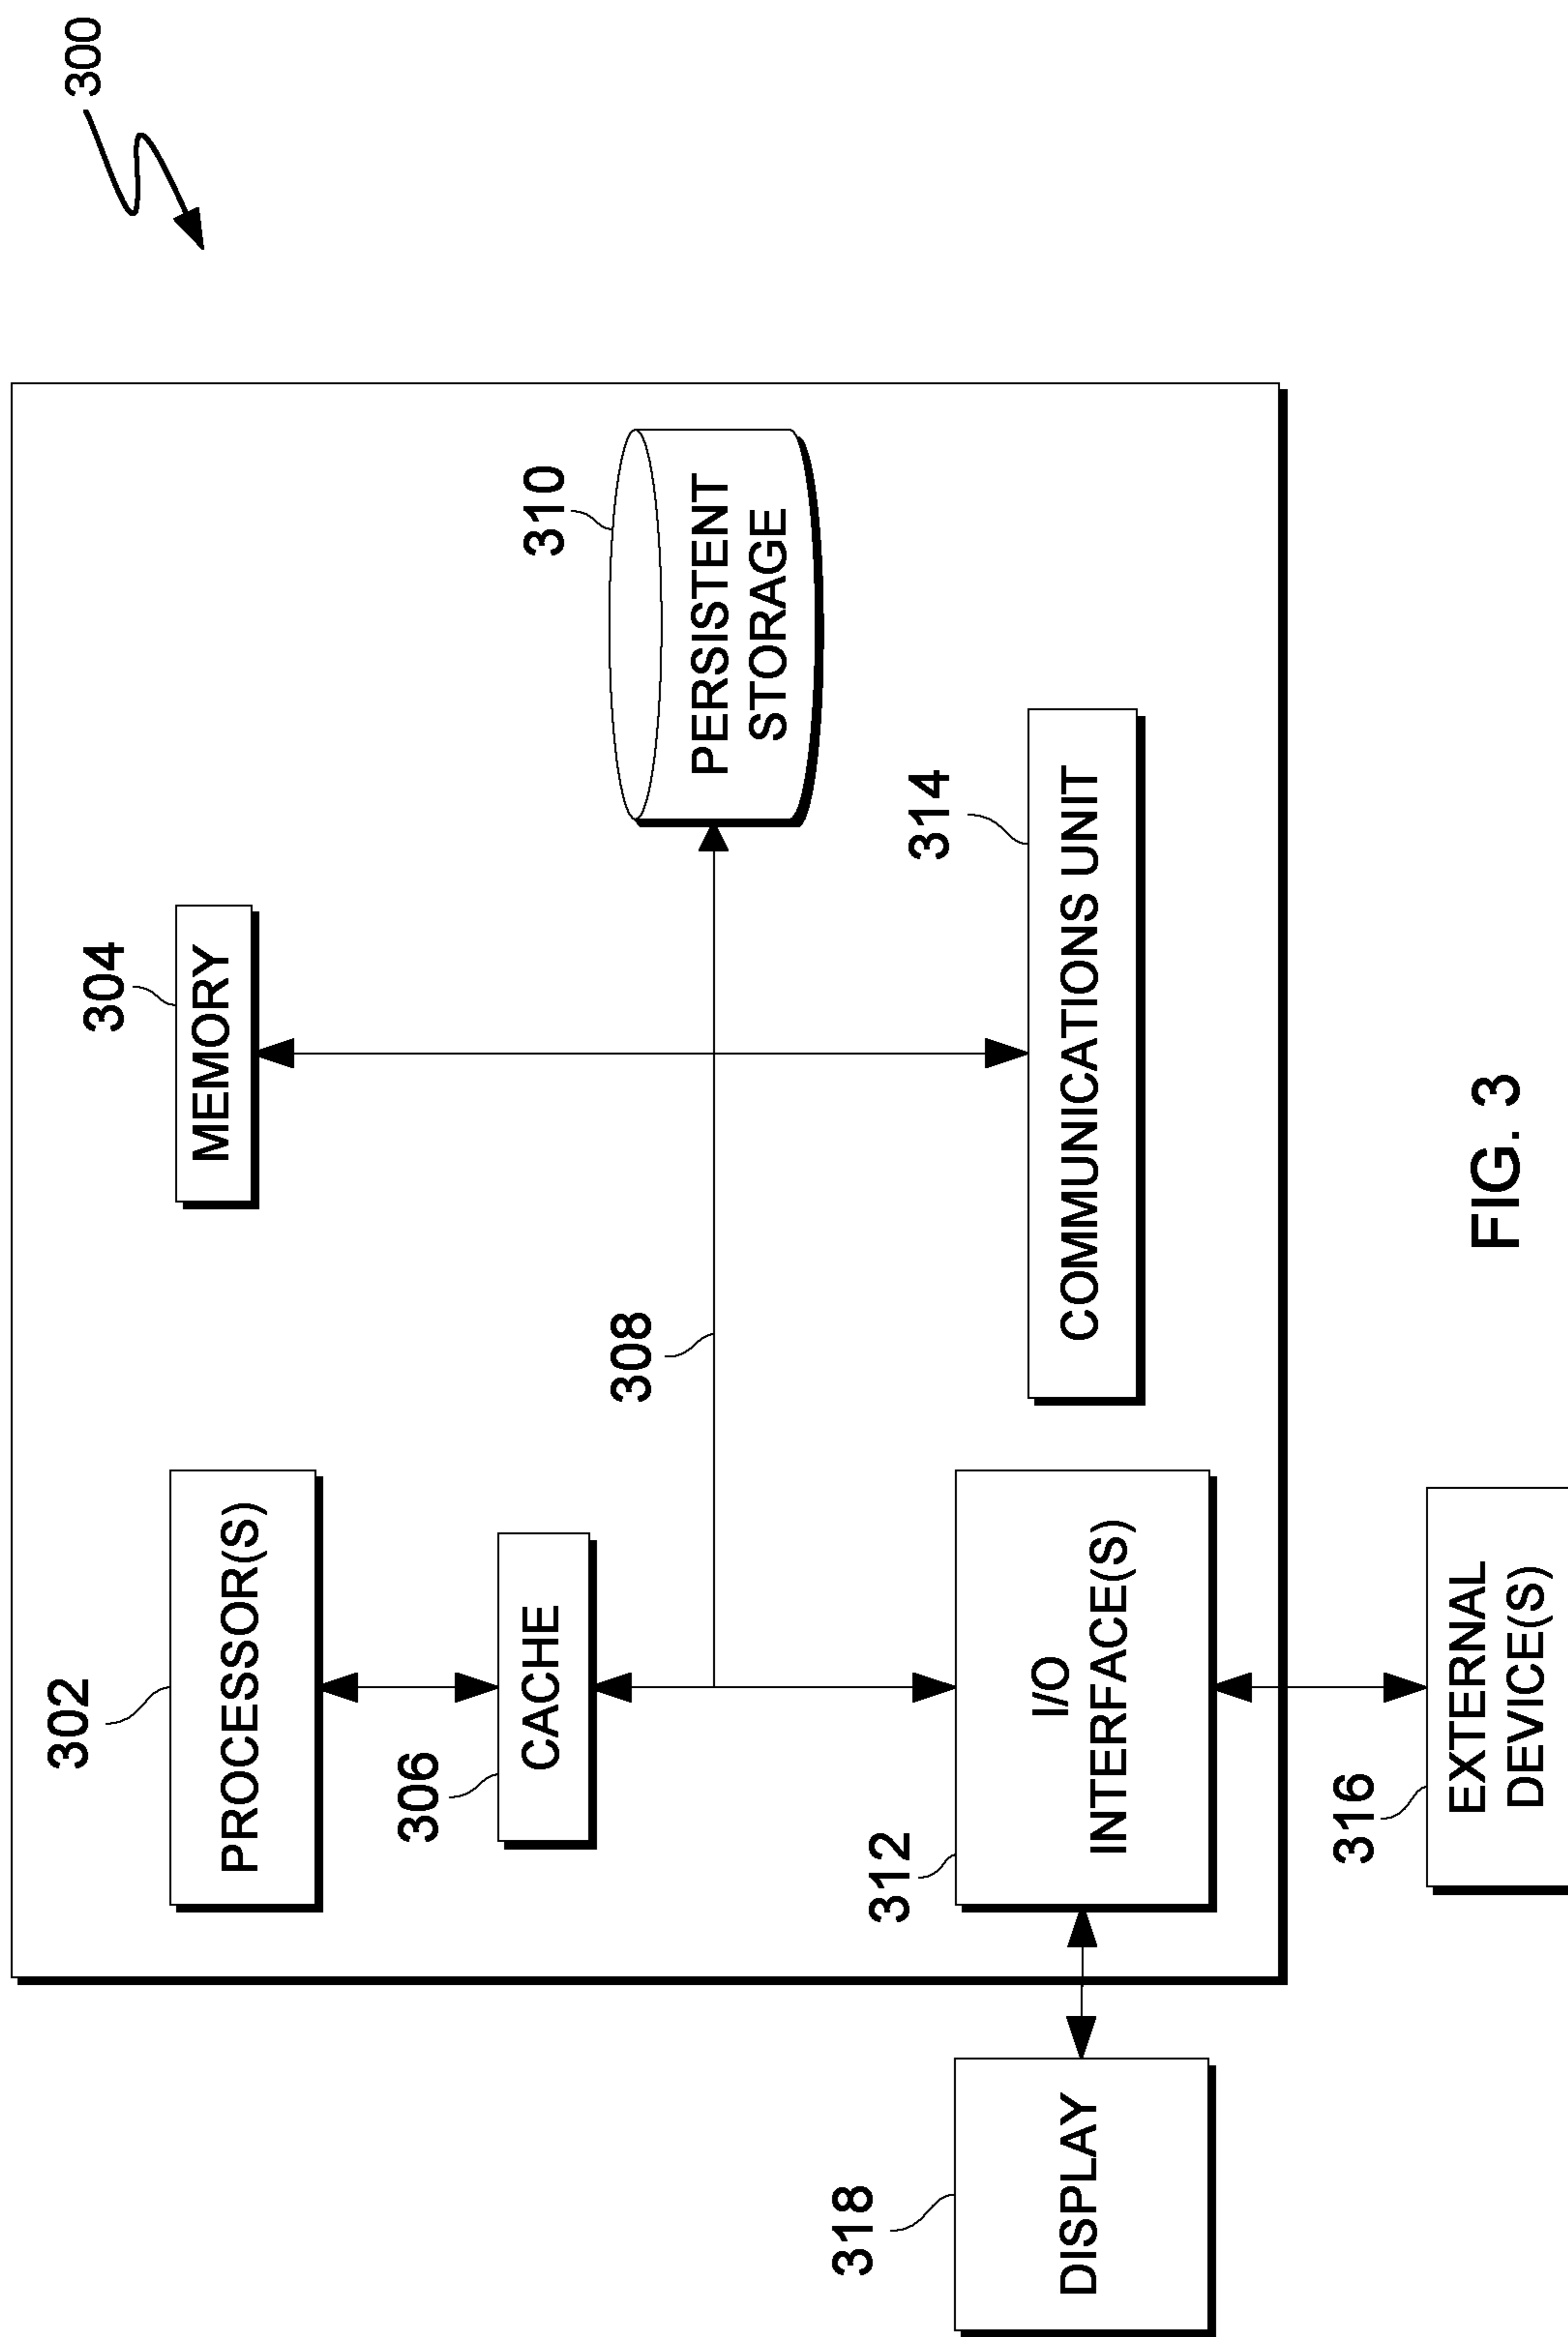 300
302
PROCESSOR(S)
304
MEMORY
306
CACHE
310
PERSISTENT
STORAGE
308
312
I/O
INTERFACE(S)
314
COMMUNICATIONS UNIT
318
DISPLAY
316
EXTERNAL
DEVICE(S)
FIG. 3